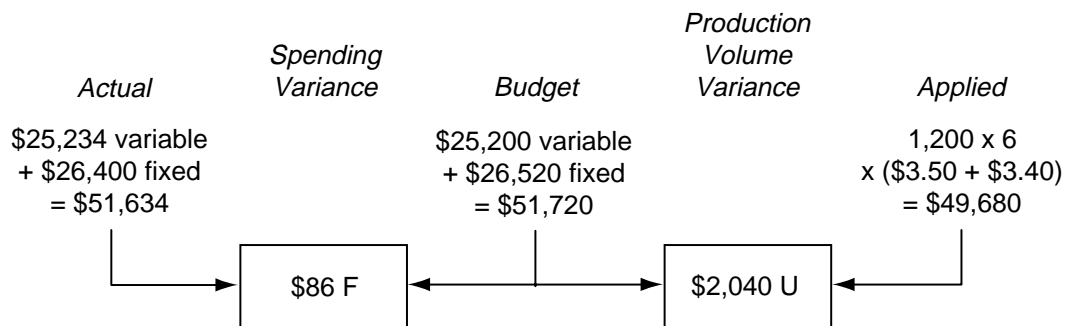 Actual
Spending
Variance
Budget
Production
Volume
Variance
Applied
$25,234 variable
+ $26,400 fixed
= $51,634
$25,200 variable
+ $26,520 fixed
= $51,720
1,200 x 6
x ($3.50 + $3.40)
= $49,680
$86 F
$2,040 U